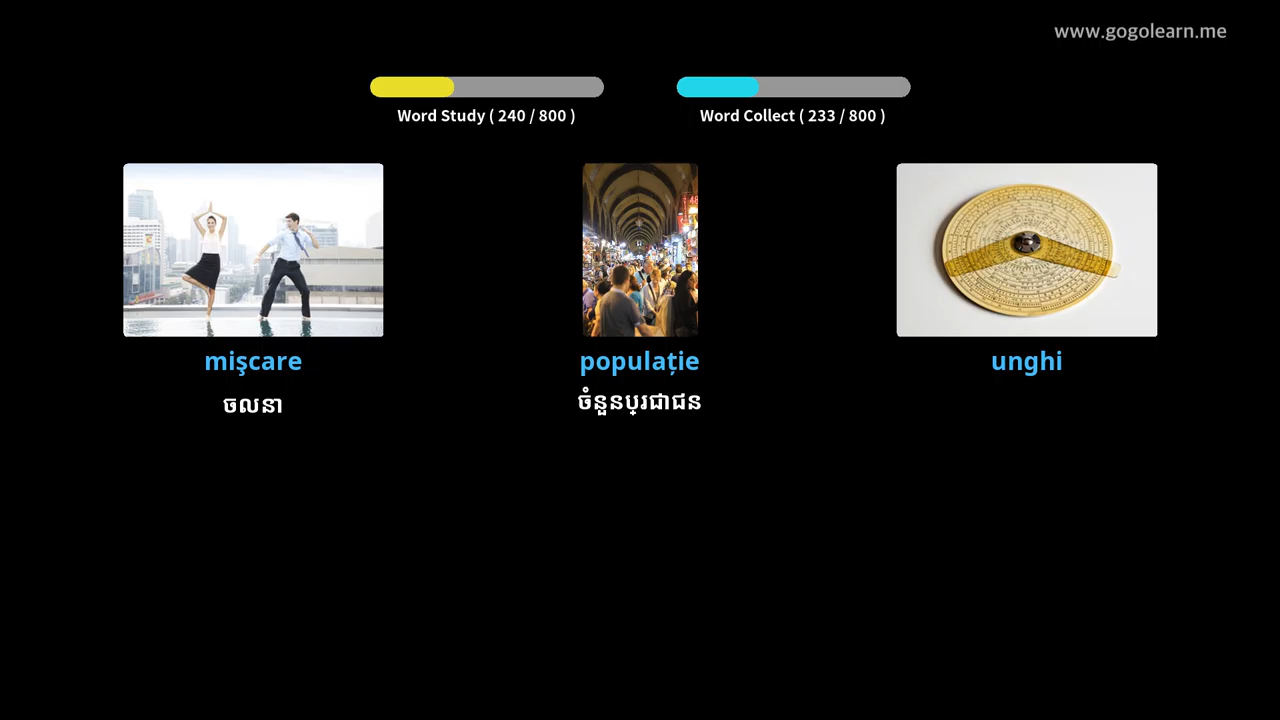 www.gogolearn.me
Word Study ( 240 / 800 )
Word Collect ( 233 / 800 )
mişcare
populație
unghi
ចលនា
ចំនួនប្រជាជន